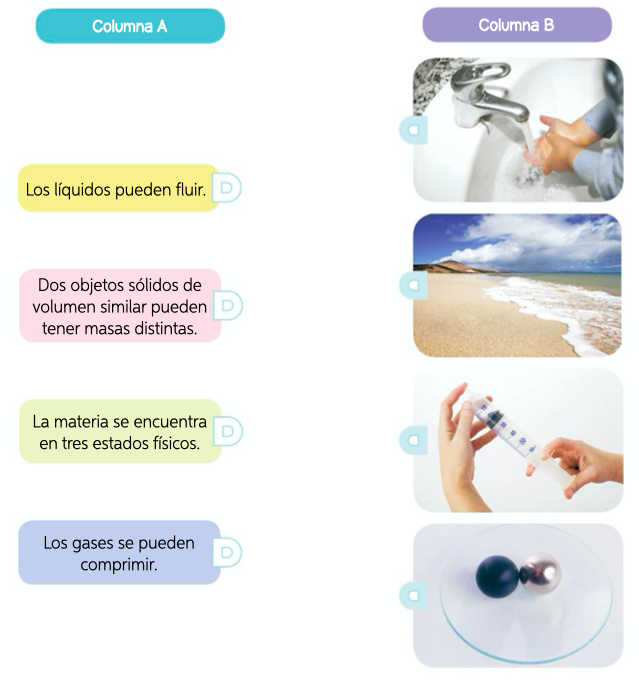 Columna A
Columna B
Los líquidos pueden fluir.
Dos objetos sólidos de
volumen similar pueden
tener masas distintas.
La materia se encuentra
en tres estados físicos.
Los gases se pueden
comprimir.